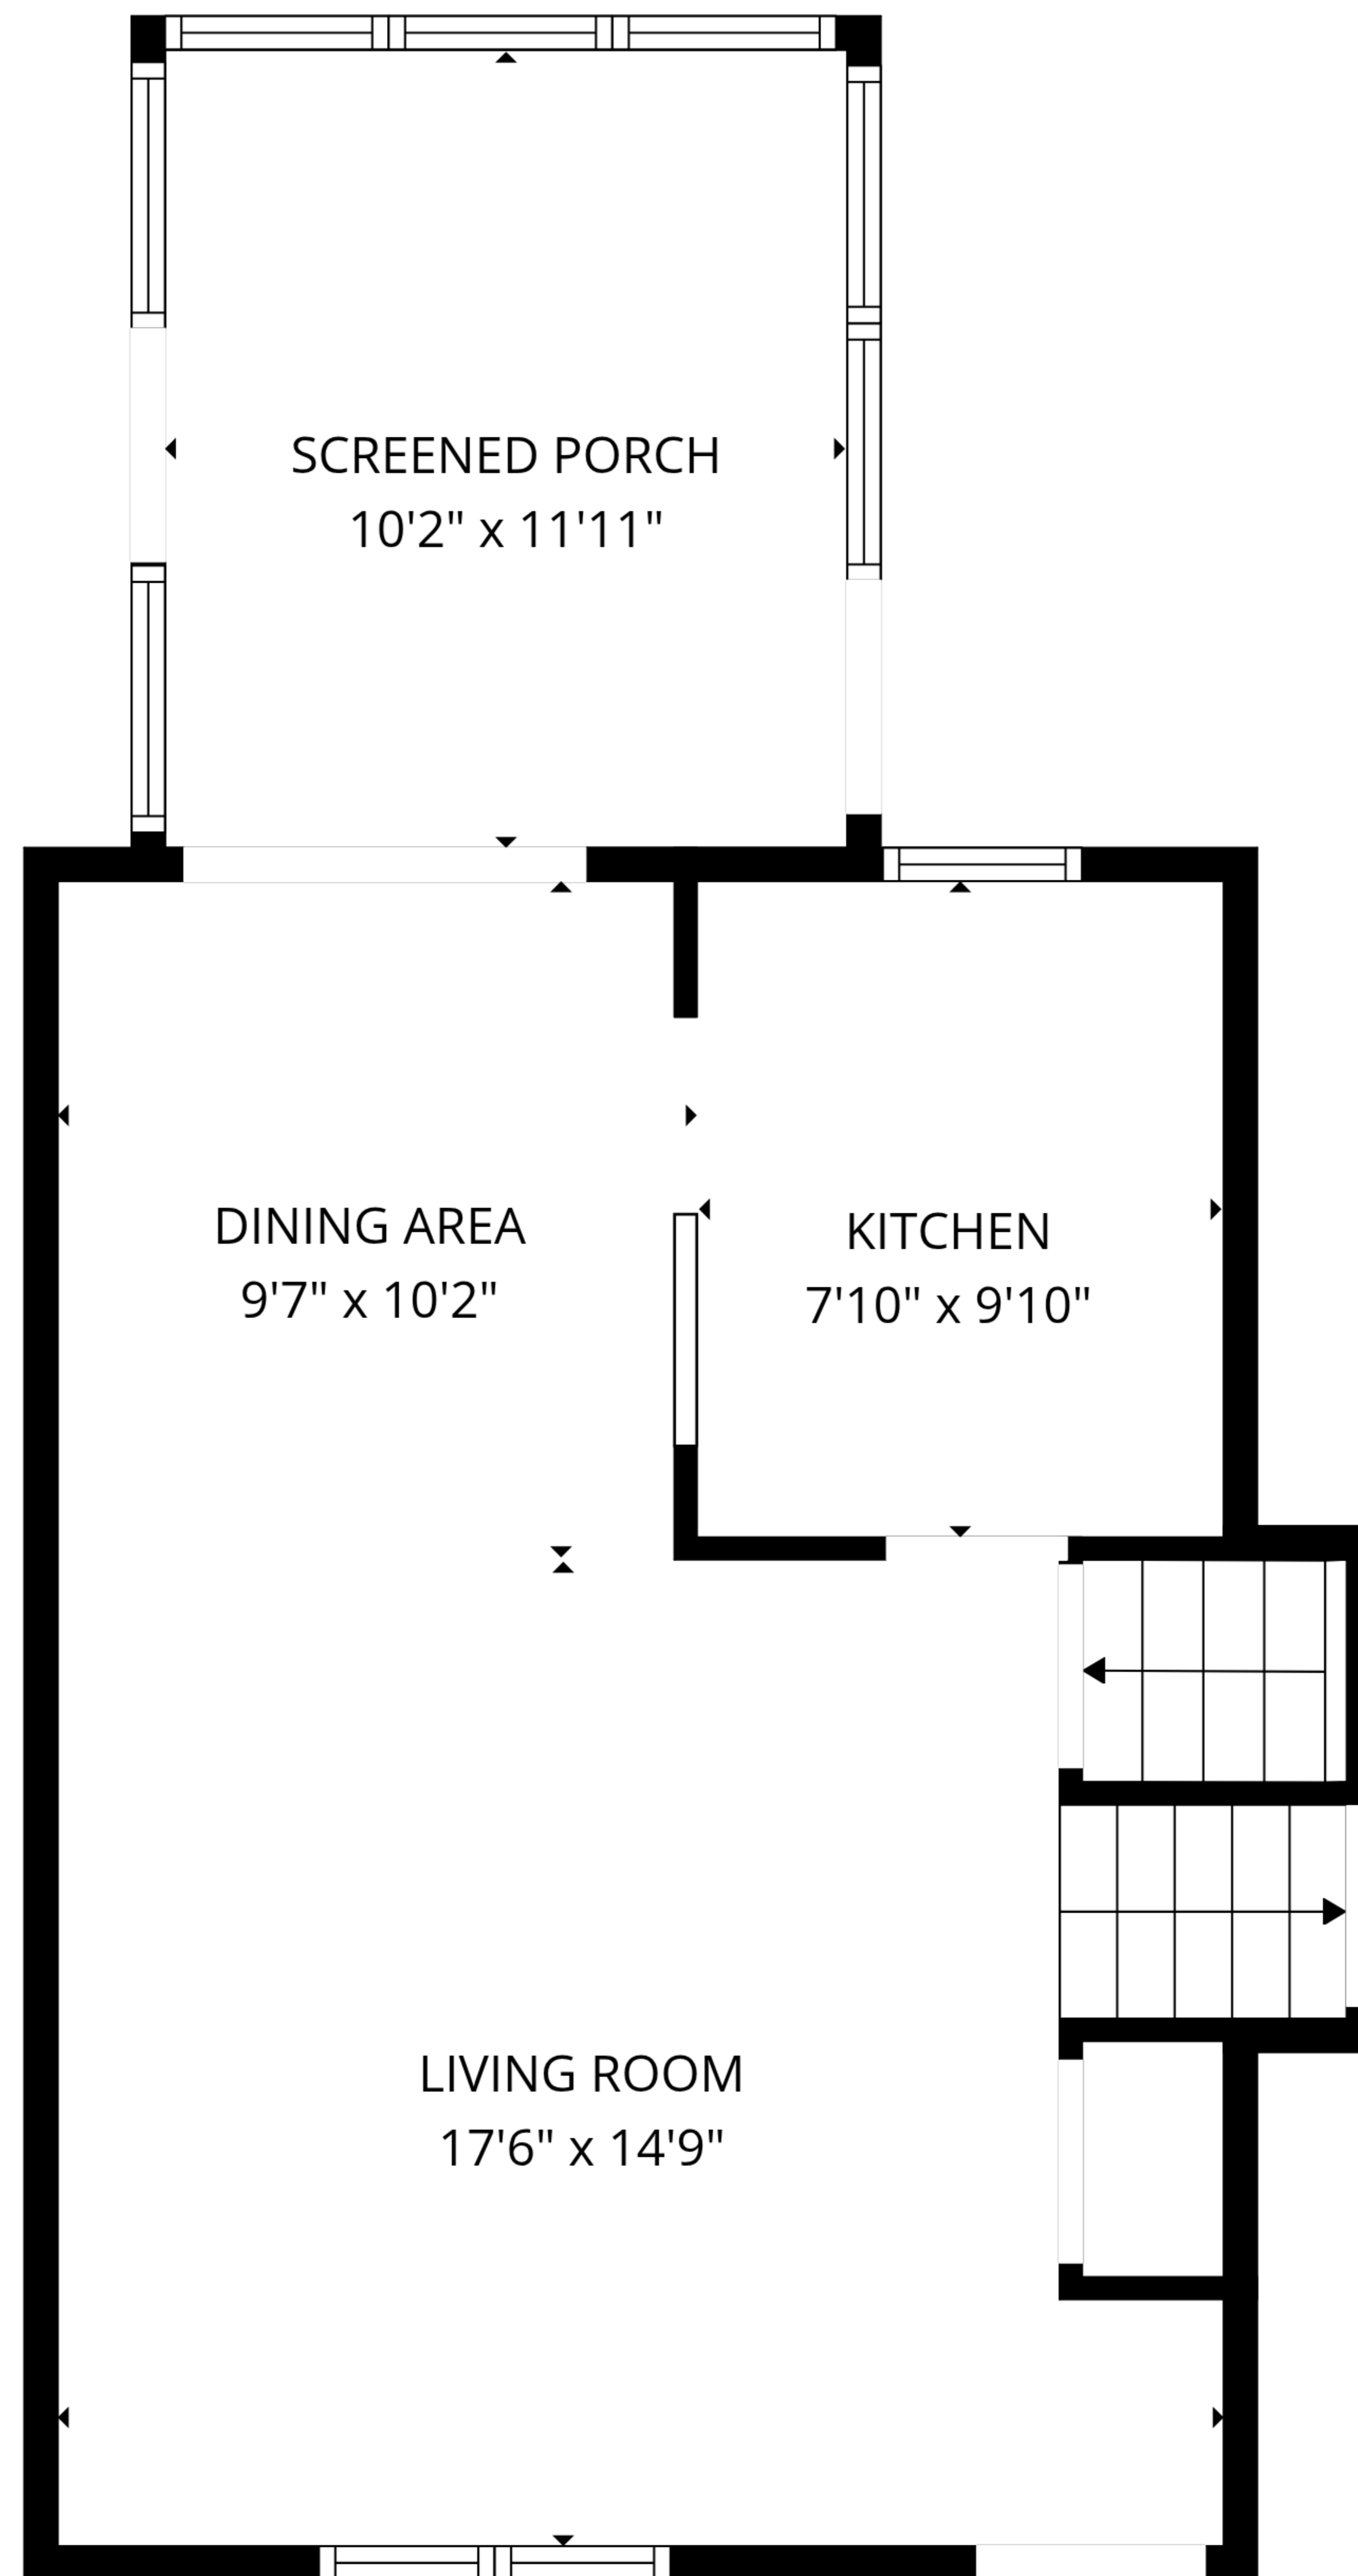 SCREENED PORCH
10'2" x 11'11"
DINING AREA
9'7" x 10'2"
KITCHEN
7'10" x 9'10"
LIVING ROOM
17'6" x 14'9"